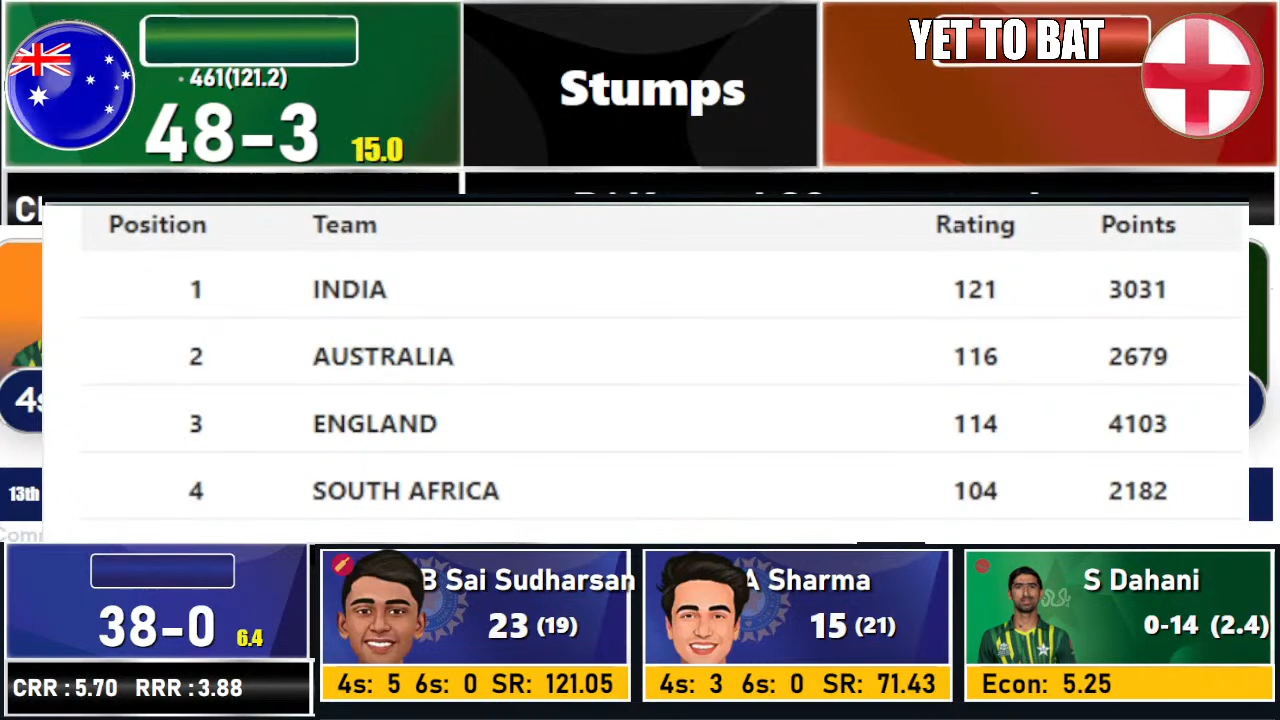 YET TO BAT
461(121.2)
Stumps
48-3 15.0
Position Team Rating Points
1 INDIA 121 3031
2 AUSTRALIA 116 2679
3 ENGLAND 114 4103
4 SOUTH AFRICA 104 2182
13th
B Sai Sudharsan A Sharma S Dahani
38-0 6.4 23 (19) 15 (21) 0-14 (2.4)
CRR : 5.70 RRR : 3.88 4s: 5 6s: 0 SR: 121.05 4s: 3 6s: 0 SR: 71.43 Econ: 5.25